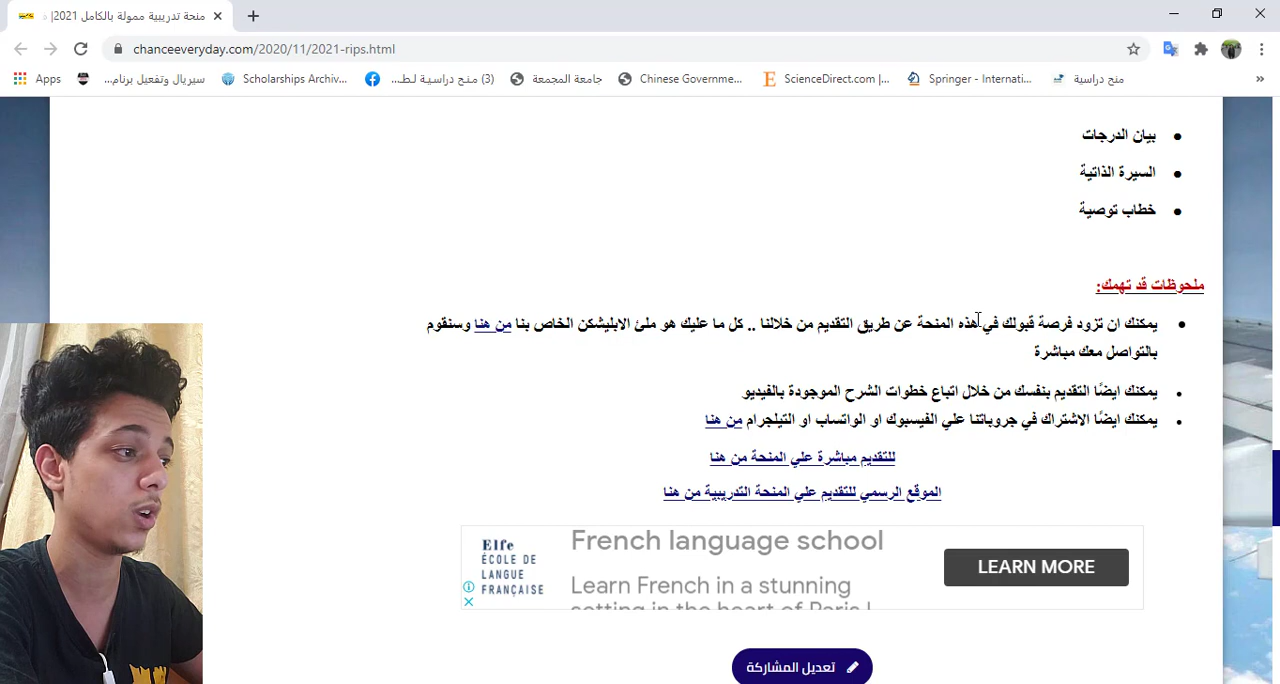 منحة تدريبية ممولة بالكامل 2021|
chanceeveryday.com/2020/11/2021-rips.html
Apps
سيريال وتفعيل برنام...
Scholarships Archiv...
(3) منح دراسية لط...
جامعة المجمعة
Chinese Governme...
ScienceDirect.com |...
Springer - Internati...
منح دراسية
»
بيان الدرجات
السيرة الذاتية
خطاب توصية
ملحوظات قد تهمك:
يمكنك ان تزود فرصة قبولك في هذه المنحة عن طريق التقديم من خلالنا .. كل ما عليك هو ملئ الابليشكن الخاص بنا من هنا وسنقوم
بالتواصل معك مباشرة
يمكنك ايضًا التقديم بنفسك من خلال اتباع خطوات الشرح الموجودة بالفيديو
يمكنك ايضًا الاشتراك في جروباتنا علي الفيسبوك او الواتساب او التيلجرام من هنا
للتقديم مباشرة علي المنحة من هنا
الموقع الرسمي للتقديم علي المنحة التدريبية من هنا
Elfe
ÉCOLE DE
LANGUE
FRANÇAISE
French language school
Learn French in a stunning
setting in the heart of Paris !
LEARN MORE
تعديل المشاركة